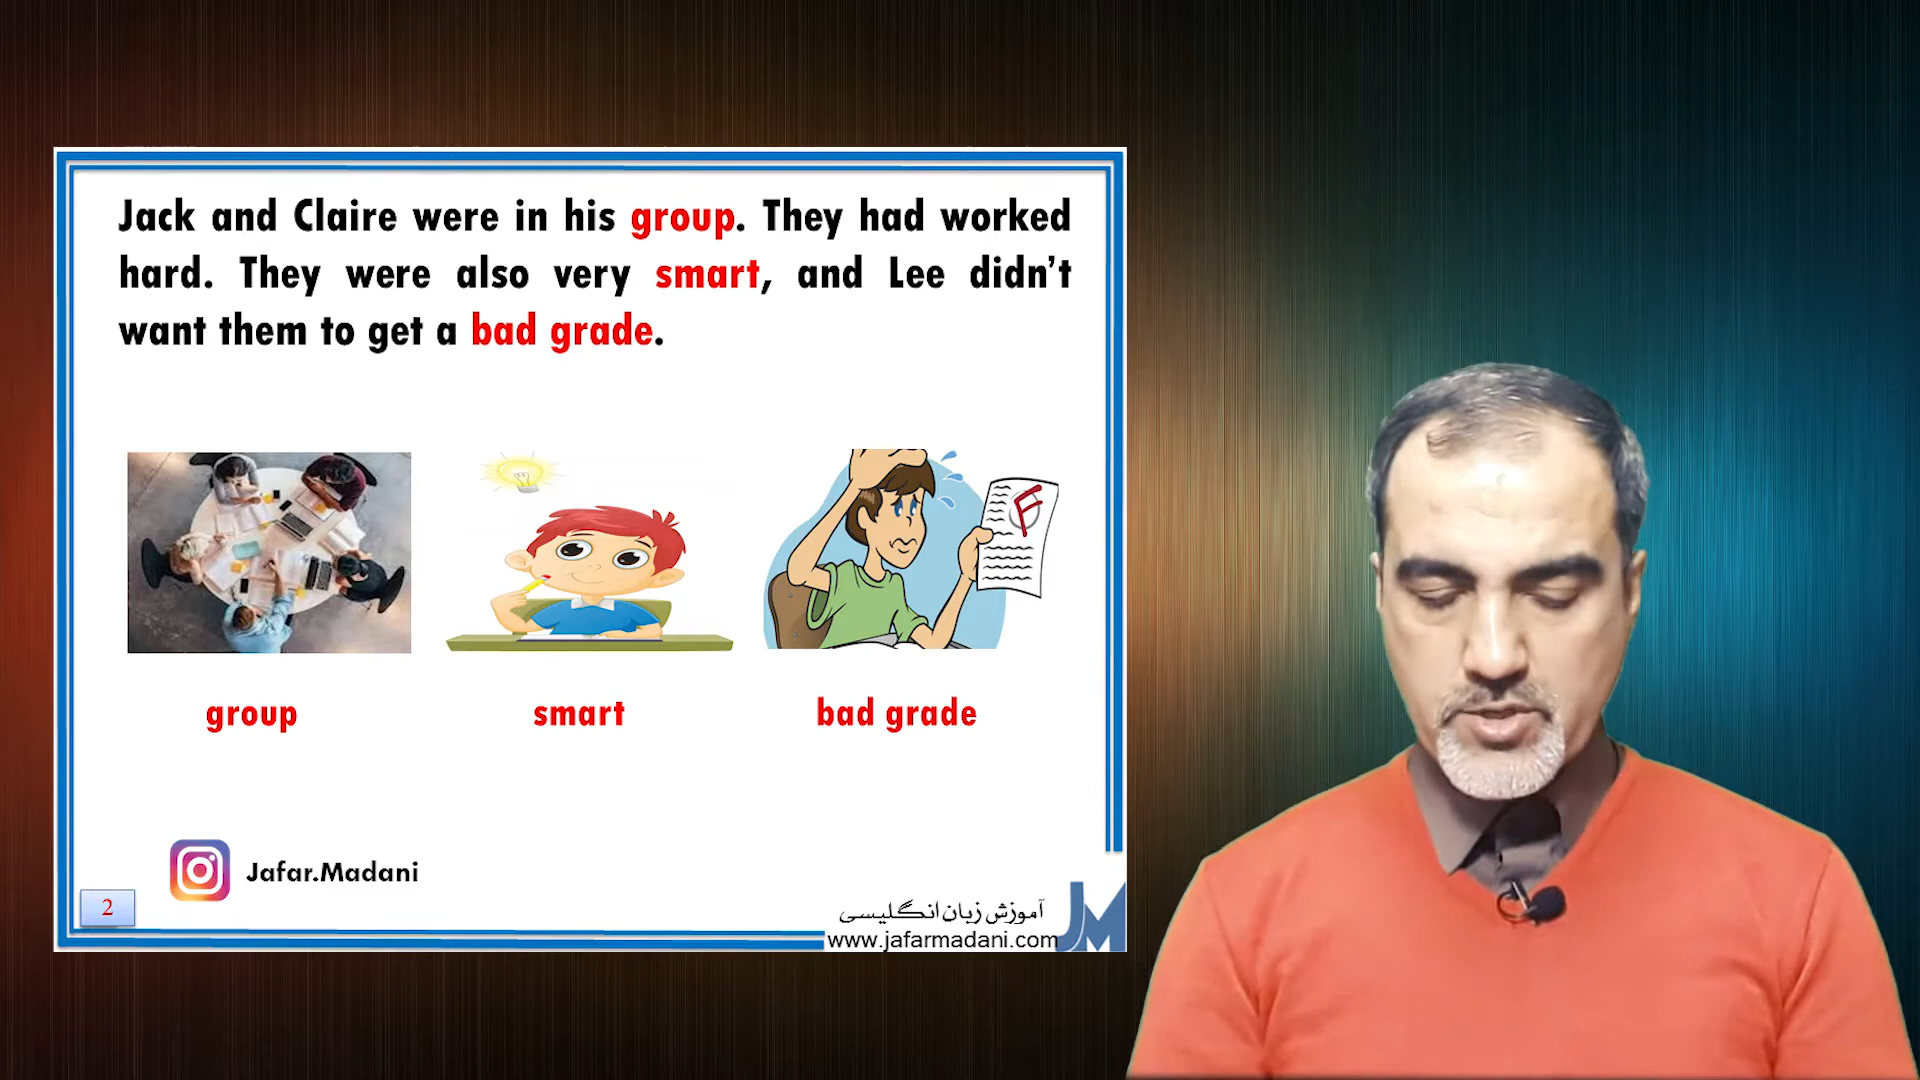 Jack and Claire were in his group. They had worked
hard. They were also very smart, and Lee didn't
want them to get a bad grade.
F
group
smart
bad grade
Jafar.Madani
2
آموزش زبان انگلیسی
www.jafarmadani.com
JM